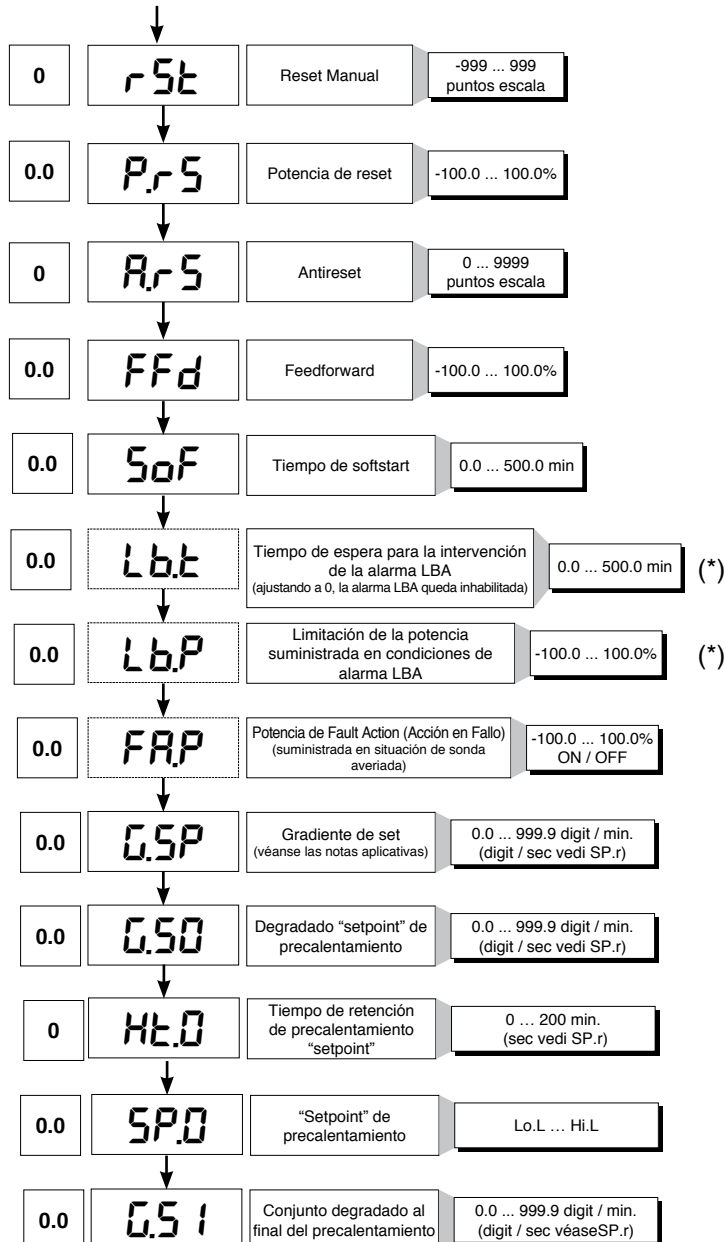 0
rSt
Reset Manual
-999 ... 999
puntos escala
0.0
P.rS
Potencia de reset
-100.0 ... 100.0%
0
A.rS
Antireset
0 ... 9999
puntos escala
0.0
FFd
Feedforward
-100.0 ... 100.0%
0.0
SoF
Tiempo de softstart
0.0 ... 500.0 min
0.0
Lb.t
Tiempo de espera para la intervención
de la alarma LBA
(ajustando a 0, la alarma LBA queda inhabilitada)
0.0 ... 500.0 min
(*)
0.0
Lb.P
Limitación de la potencia
suministrada en condiciones de
alarma LBA
-100.0 ... 100.0%
(*)
0.0
FA.P
Potencia de Fault Action (Acción en Fallo)
(suministrada en situación de sonda
averiada)
-100.0 ... 100.0%
ON / OFF
0.0
G.SP
Gradiente de set
(véanse las notas aplicativas)
0.0 ... 999.9 digit / min.
(digit / sec vedi SP.r)
0.0
G.S0
Degradado “setpoint” de
precalentamiento
0.0 ... 999.9 digit / min.
(digit / sec vedi SP.r)
0
Ht.0
Tiempo de retención
de precalentamiento
“setpoint”
0 … 200 min.
(sec vedi SP.r)
0.0
SP.0
“Setpoint” de
precalentamiento
Lo.L … Hi.L
0.0
G.S1
Conjunto degradado al
final del precalentamiento
0.0 ... 999.9 digit / min.
(digit / sec véaseSP.r)